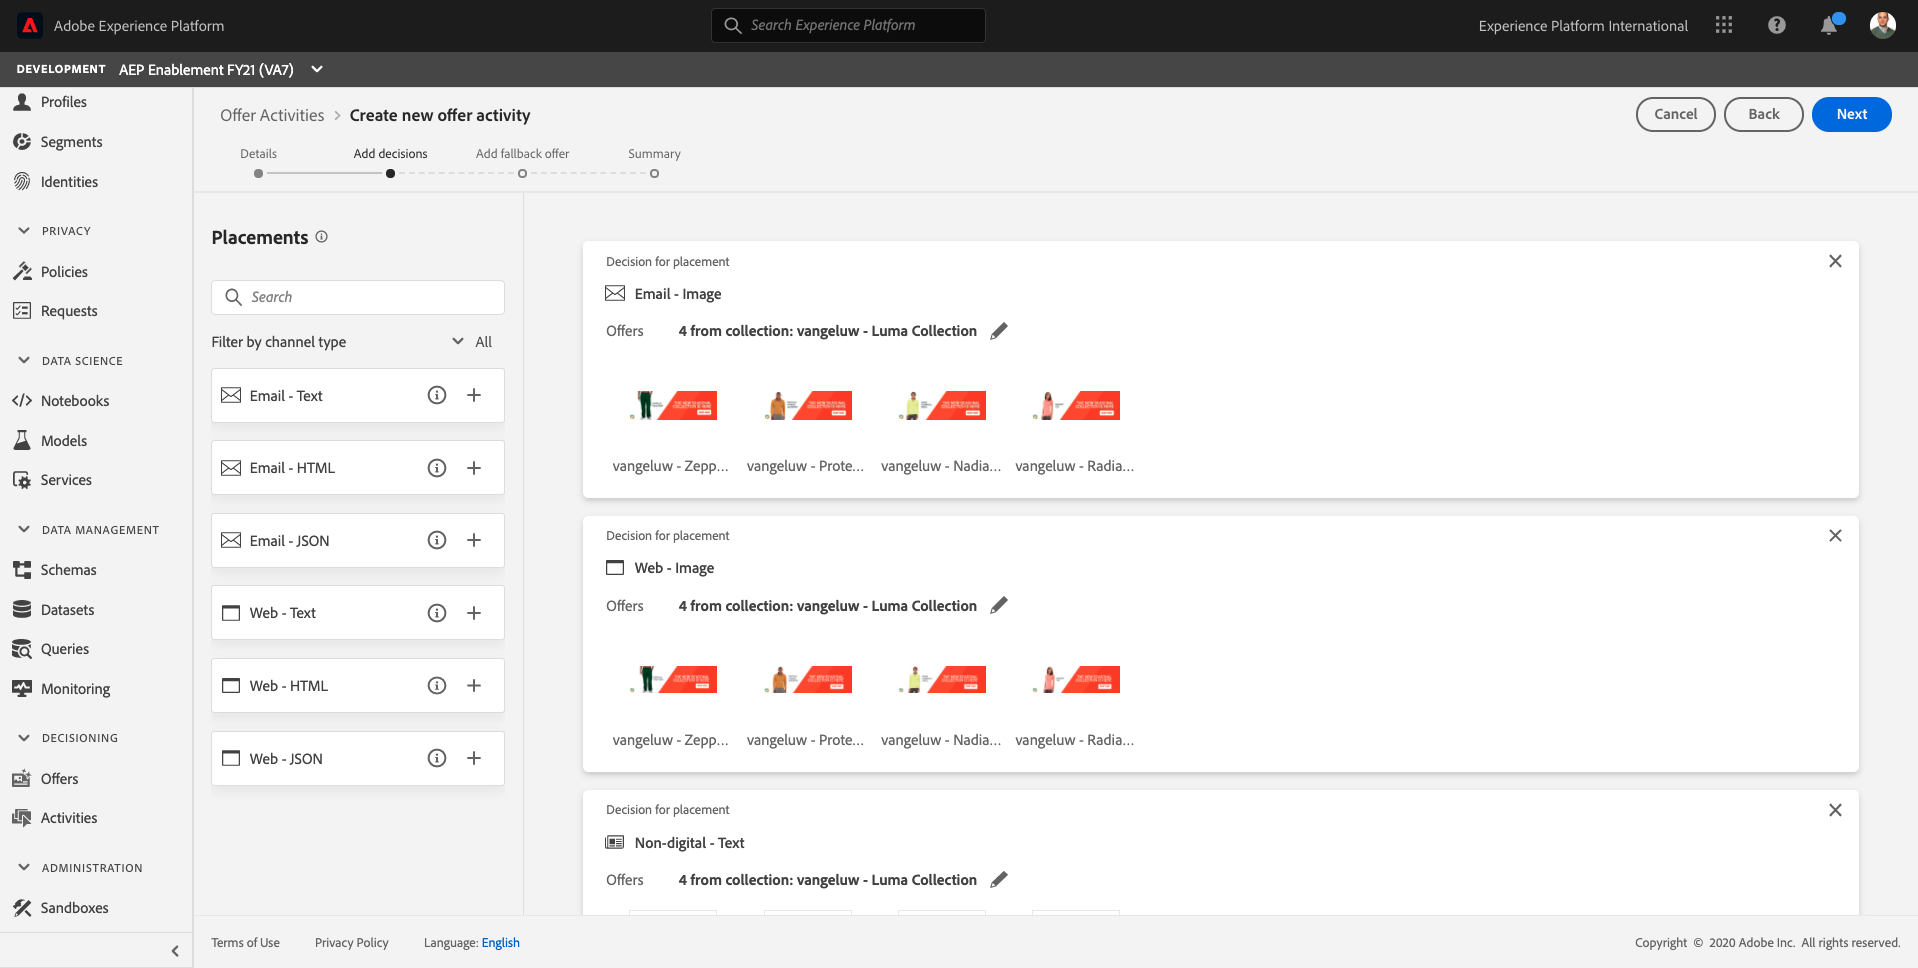 Adobe Experience Platform
Search Experience Platform
Experience Platform International
DEVELOPMENT AEP Enablement FY21 (VA7)
Profiles
Segments
Identities
PRIVACY
Policies
Requests
DATA SCIENCE
Notebooks
Models
Services
DATA MANAGEMENT
Schemas
Datasets
Queries
Monitoring
DECISIONING
Offers
Activities
ADMINISTRATION
Sandboxes
Offer Activities > Create new offer activity
Cancel
Back
Next
Details
Add decisions
Add fallback offer
Summary
Placements
Search
Filter by channel type
All
Email - Text
Email - HTML
Email - JSON
Web - Text
Web - HTML
Web - JSON
Decision for placement
Email - Image
Offers 4 from collection: vangeluw - Luma Collection
vangeluw - Zepp... vangeluw - Prote... vangeluw - Nadia... vangeluw - Radia...
Decision for placement
Web - Image
Offers 4 from collection: vangeluw - Luma Collection
vangeluw - Zepp... vangeluw - Prote... vangeluw - Nadia... vangeluw - Radia...
Decision for placement
Non-digital - Text
Offers 4 from collection: vangeluw - Luma Collection
Terms of Use
Privacy Policy
Language: English
Copyright © 2020 Adobe Inc. All rights reserved.